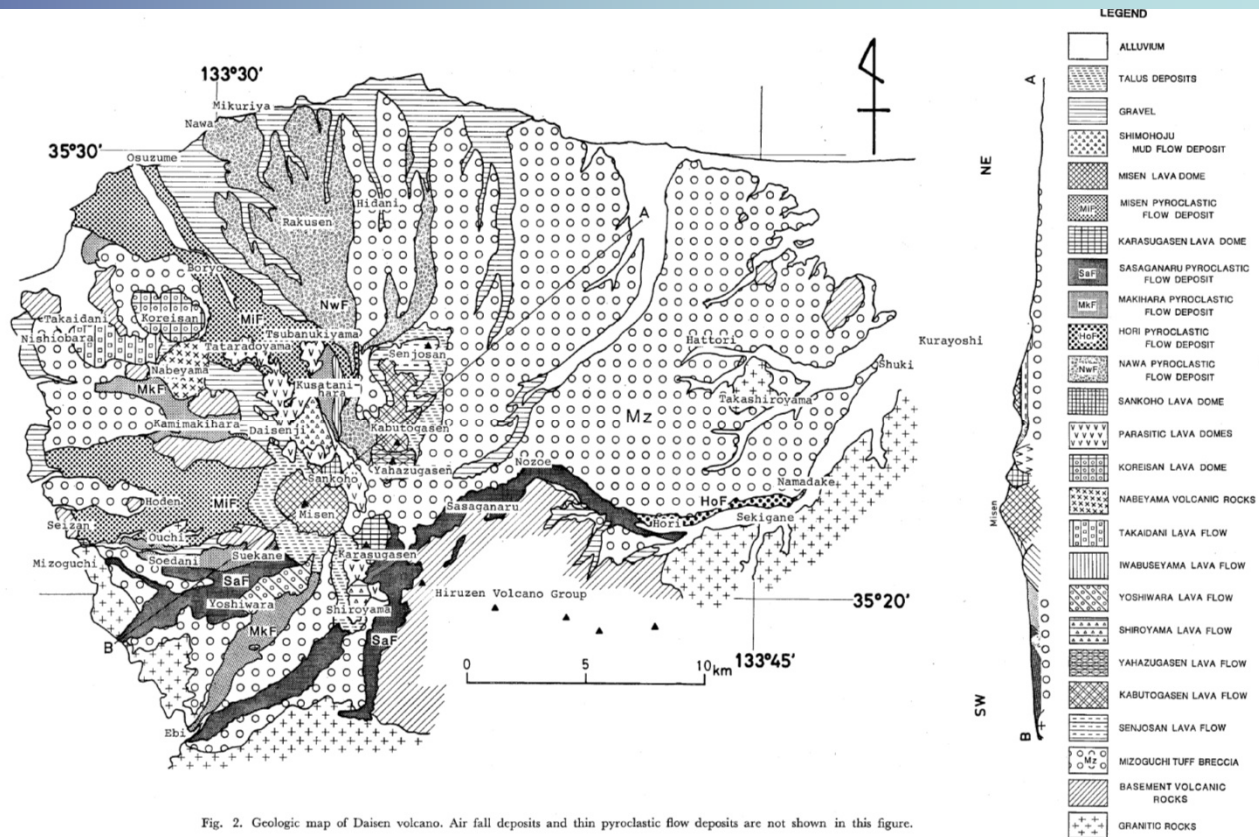 133°30'
Mikuriya
Nawa
35°30'
Osuzume
Hidani
Rakusen
A
Boryo
NwF
Takaidani
Koreisan
MiF
Tsubanukiyama
Nishiobara
Tataradoyama
Senjosan
Hattori
Kurayoshi
Shuki
Nabeyama
Kusatani-
hara
MkF
Takashiroyama
Mz
Kamimakihara
Daisenji
Kabutogasen
Yahazugasen
Sankoho
Nozoe
Namadake
Hoden
MiF
Misen
Sasaganaru
HoF
Hori
Sekigane
Seizan
Ouchi
Mizoguchi
Soedani
Suekane
Karasugasen
SaF
Yoshiwara
Hiruzen Volcano Group
35°20'
Shiroyama
B
MkF
SaF
0 5 10 km
133°45'
Ebi
A
NE
Misen
SW
B
LEGEND
ALLUVIUM
TALUS DEPOSITS
GRAVEL
SHIMOHOJU
MUD FLOW DEPOSIT
MISEN LAVA DOME
MiF MISEN PYROCLASTIC
FLOW DEPOSIT
KARASUGASEN LAVA DOME
SaF SASAGANARU PYROCLASTIC
FLOW DEPOSIT
MkF MAKIHARA PYROCLASTIC
FLOW DEPOSIT
HoF HORI PYROCLASTIC
FLOW DEPOSIT
NwF NAWA PYROCLASTIC
FLOW DEPOSIT
SANKOHO LAVA DOME
PARASITIC LAVA DOMES
KOREISAN LAVA DOME
NABEYAMA VOLCANIC ROCKS
TAKAIDANI LAVA FLOW
IWABUSEYAMA LAVA FLOW
YOSHIWARA LAVA FLOW
SHIROYAMA LAVA FLOW
YAHAZUGASEN LAVA FLOW
KABUTOGASEN LAVA FLOW
SENJOSAN LAVA FLOW
Mz MIZOGUCHI TUFF BRECCIA
BASEMENT VOLCANIC
ROCKS
GRANITIC ROCKS
Fig. 2. Geologic map of Daisen volcano. Air fall deposits and thin pyroclastic flow deposits are not shown in this figure.